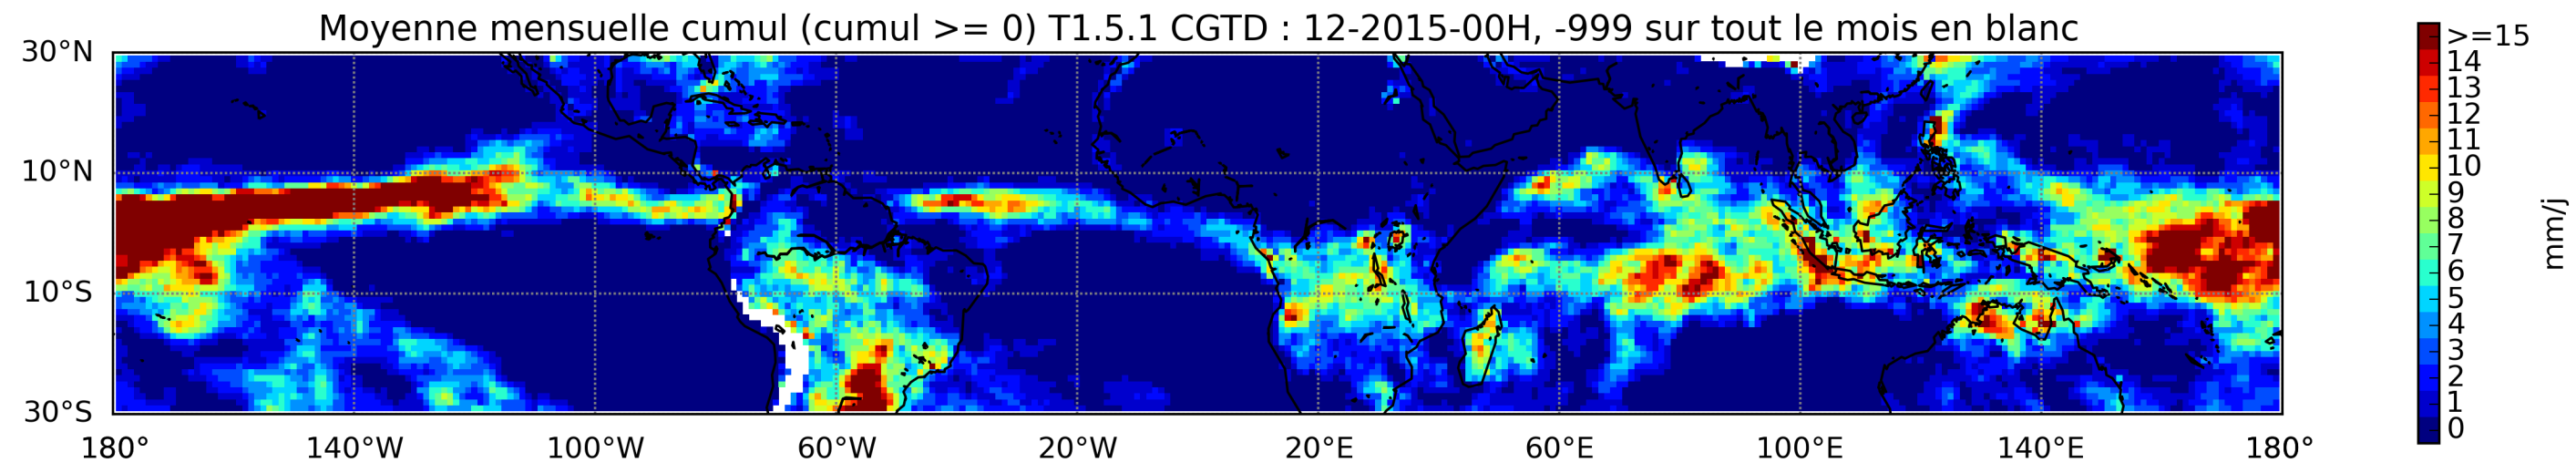 Moyenne mensuelle cumul (cumul >= 0) T1.5.1 CGTD : 12-2015-00H, -999 sur tout le mois en blanc
30°N
10°N
10°S
30°S
180° 140°W 100°W 60°W 20°W 20°E 60°E 100°E 140°E 180°
>=15
14
13
12
11
10
9
8
7
6
5
4
3
2
1
0
mm/j